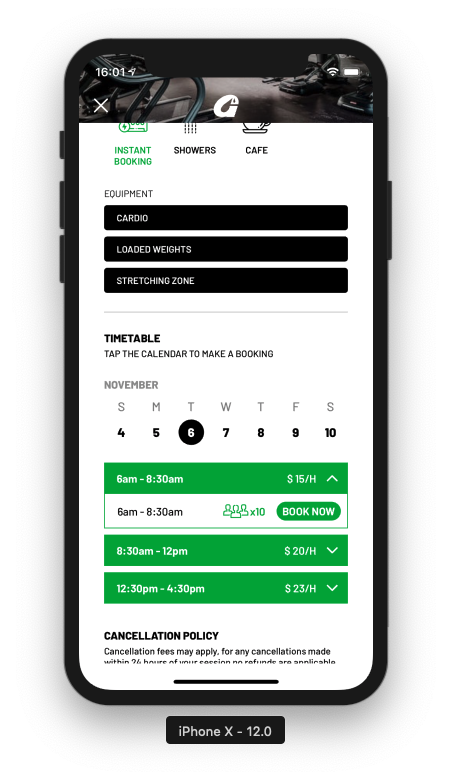 16:01
INSTANT
BOOKING
SHOWERS
CAFE
EQUIPMENT
CARDIO
LOADED WEIGHTS
STRETCHING ZONE
TIMETABLE
TAP THE CALENDAR TO MAKE A BOOKING
NOVEMBER
S M T W T F S
4 5 6 7 8 9 10
6am - 8:30am $ 15/H
6am - 8:30am x10 BOOK NOW
8:30am - 12pm $ 20/H
12:30pm - 4:30pm $ 23/H
CANCELLATION POLICY
Cancellation fees may apply, for any cancellations made
within 24 hours of your session no refunds are applicable
iPhone X - 12.0